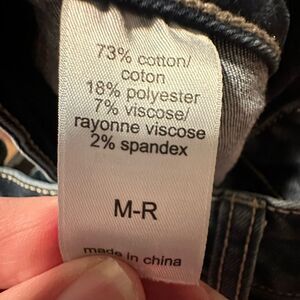 73% cotton/
coton
18% polyester
7% viscose/
rayonne viscose
2% spandex
M-R
made in china